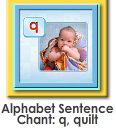 q
Alphabet Sentence
Chant: q, quilt